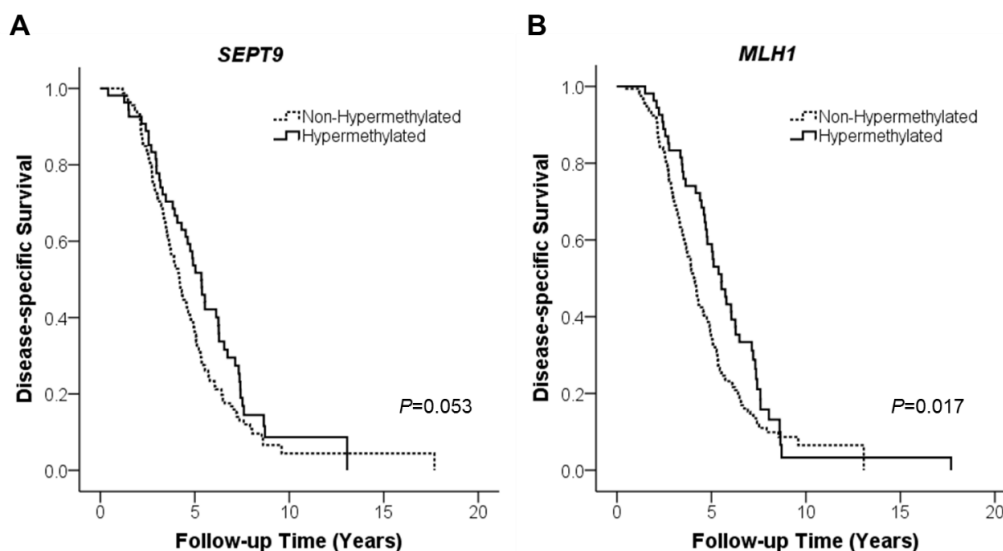 A
SEPT9
Non-Hypermethylated
Hypermethylated
Disease-specific Survival
1.0
0.8
0.6
0.4
0.2
0.0
P=0.053
0 5 10 15 20
Follow-up Time (Years)
B
MLH1
Non-Hypermethylated
Hypermethylated
Disease-specific Survival
1.0
0.8
0.6
0.4
0.2
0.0
P=0.017
0 5 10 15 20
Follow-up Time (Years)